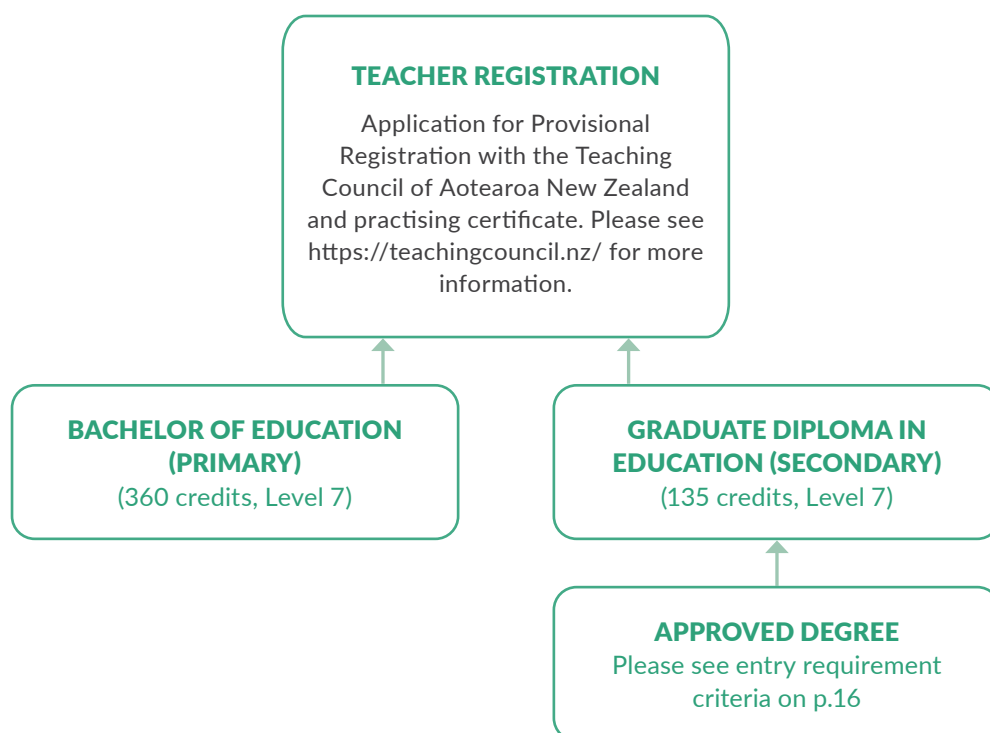 TEACHER REGISTRATION
Application for Provisional
Registration with the Teaching
Council of Aotearoa New Zealand
and practising certificate. Please see
https://teachingcouncil.nz/ for more
information.
BACHELOR OF EDUCATION
(PRIMARY)
(360 credits, Level 7)
GRADUATE DIPLOMA IN
EDUCATION (SECONDARY)
(135 credits, Level 7)
APPROVED DEGREE
Please see entry requirement
criteria on p.16